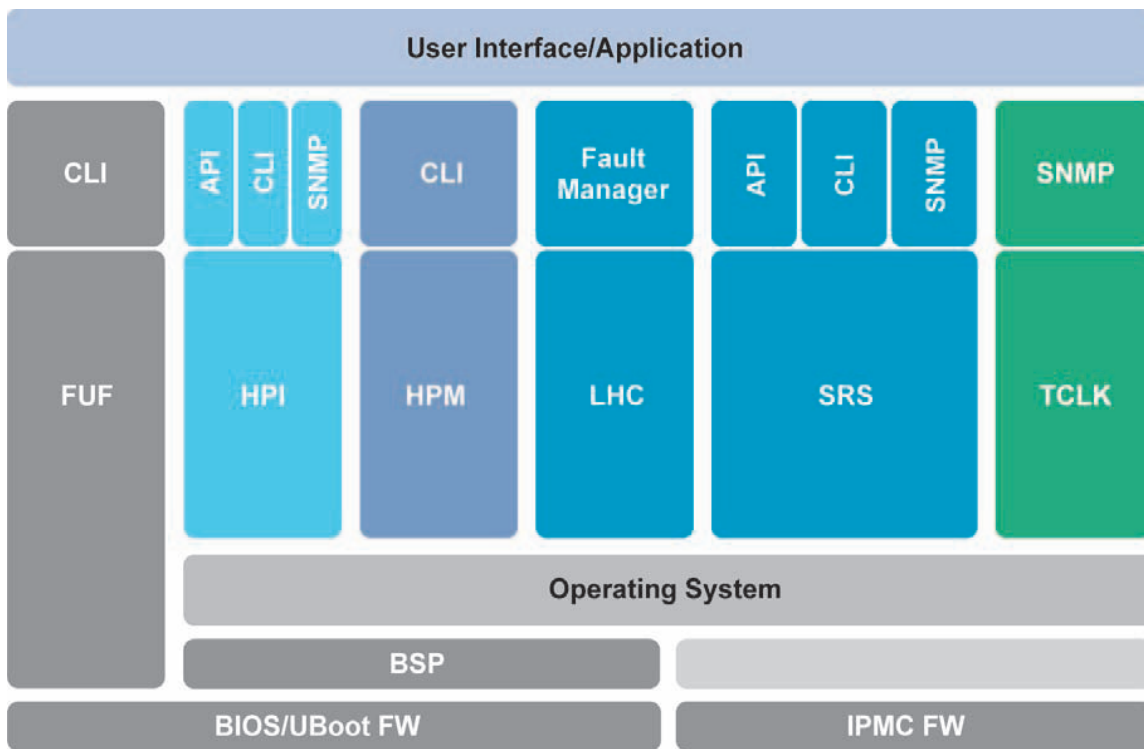 User Interface/Application
CLI
API
CLI
SNMP
CLI
Fault
Manager
API
CLI
SNMP
SNMP
FUF
HPI
HPM
LHC
SRS
TCLK
Operating System
BSP
BIOS/UBoot FW
IPMC FW